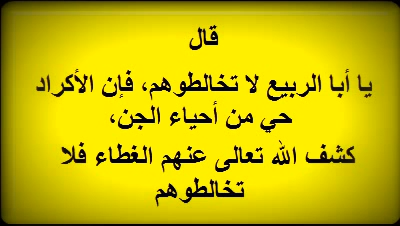 قال
يا أبا الربيع لا تخالطوهم، فإن الأكراد
حي من أحياء الجن،
كشف الله تعالى عنهم الغطاء فلا
تخالطوهم